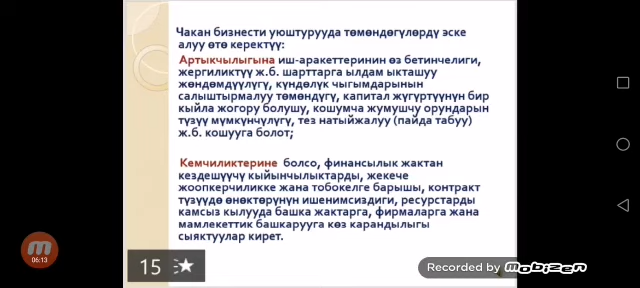 Чакан бизнести уюштурууда төмөндөгүлөрдү эске
алуу өтө керектүү:
Артыкчылыгына иш-аракеттеринин өз бетинчелиги,
жергиликтүү ж.б. шарттарга ылдам ыкташуу
жөндөмдүүлүгү, күндөлүк чыгымдарынын
салыштырмалуу төмөндүгү, капитал жүгүртүүнүн бир
кыйла жогору болушу, кошумча жумушчу орундарын
түзүү мүмкүнчүлүгү, тез натыйжалуу (пайда табуу)
ж.б. кошууга болот;
Кемчиликтерине болсо, финансылык жактан
кездешүүчү кыйынчылыктарды, жекече
жоопкерчиликке жана тобокелге барышы, контракт
түзүүдө өнөктөрүнүн ишенимсиздиги, ресурстарды
камсыз кылууда башка жактарга, фирмаларга жана
мамлекеттик башкарууга көз карандылыгы
сыяктуулар кирет.
06:13
15
Recorded by mobizen